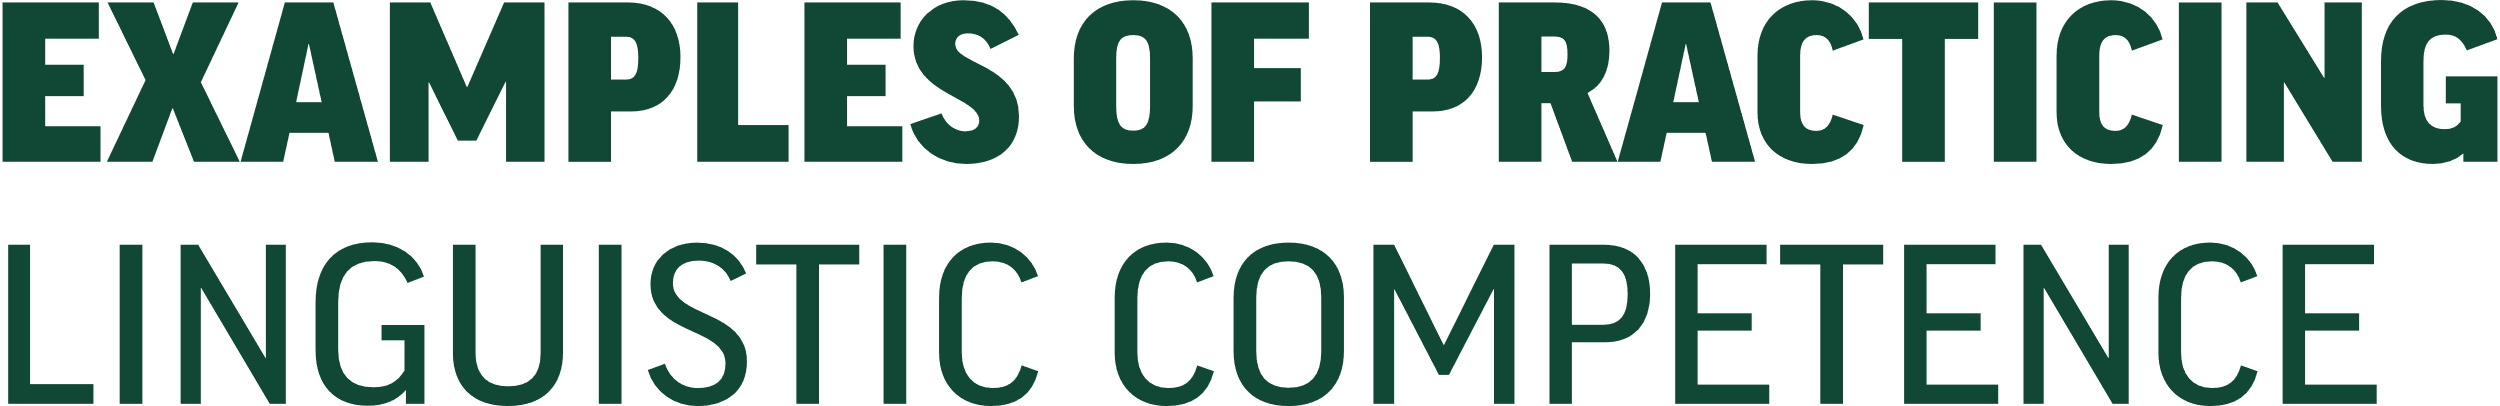 EXAMPLES OF PRACTICING
LINGUISTIC COMPETENCE